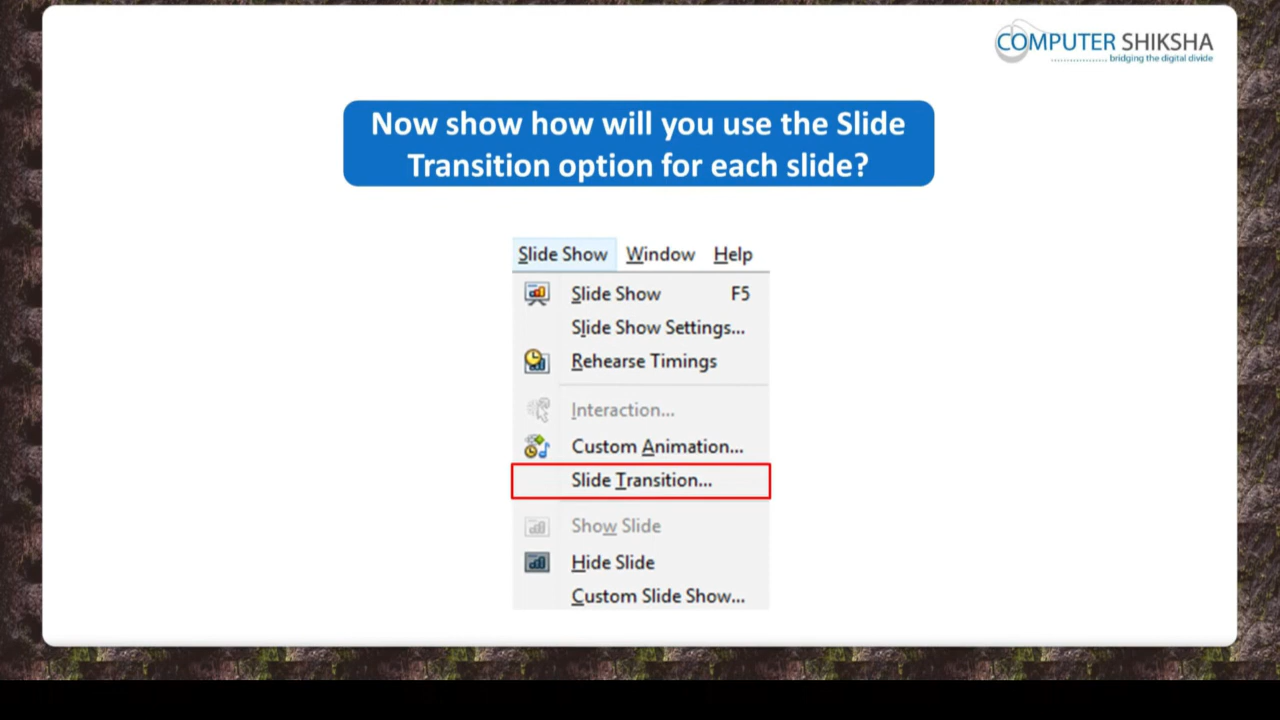 COMPUTER SHIKSHA
bridging the digital divide
Now show how will you use the Slide
Transition option for each slide?
Slide Show Window Help
Slide Show F5
Slide Show Settings...
Rehearse Timings
Interaction...
Custom Animation...
Slide Transition...
Show Slide
Hide Slide
Custom Slide Show...